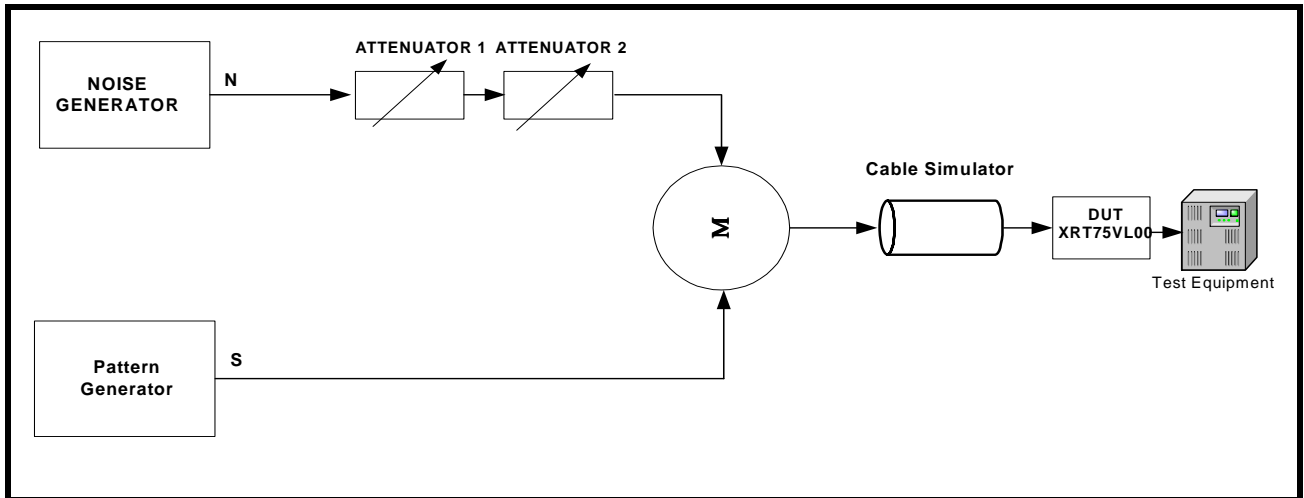 NOISE
GENERATOR
N
ATTENUATOR 1
ATTENUATOR 2
M
Cable Simulator
DUT
XRT75VL00
Test Equipment
Pattern
Generator
S